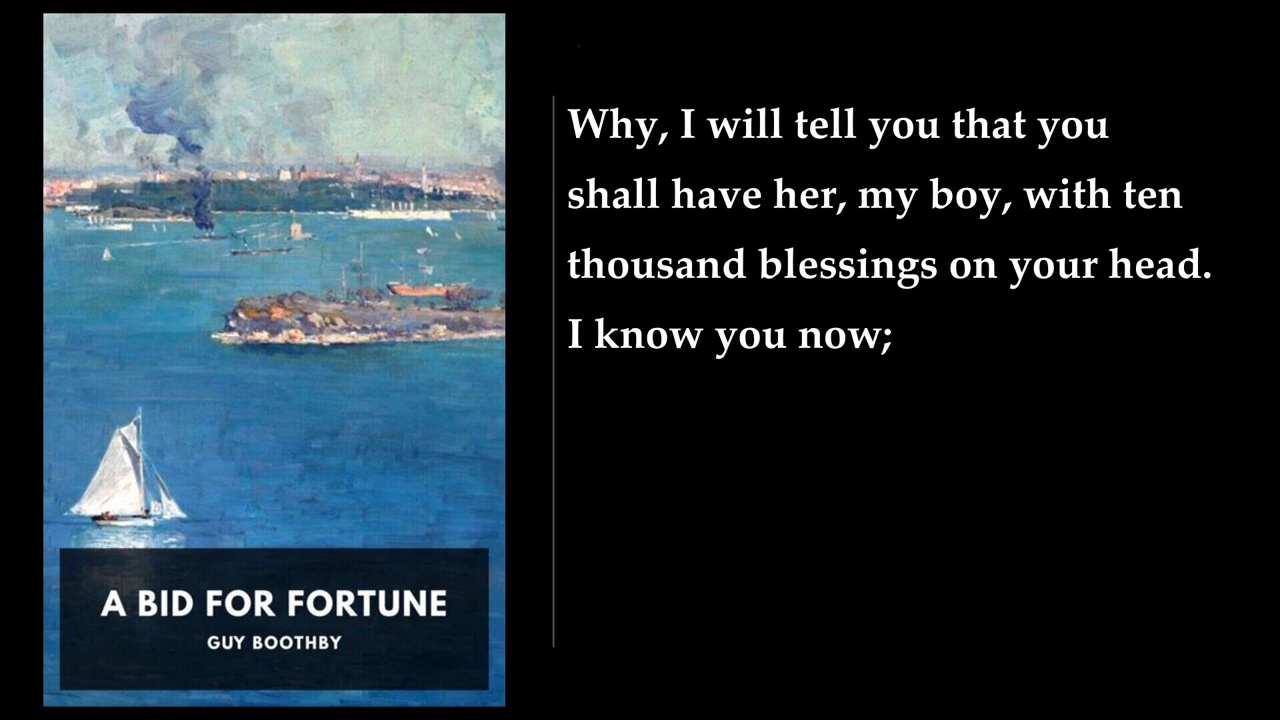 A BID FOR FORTUNE
GUY BOOTHBY
Why, I will tell you that you
shall have her, my boy, with ten
thousand blessings on your head.
I know you now;